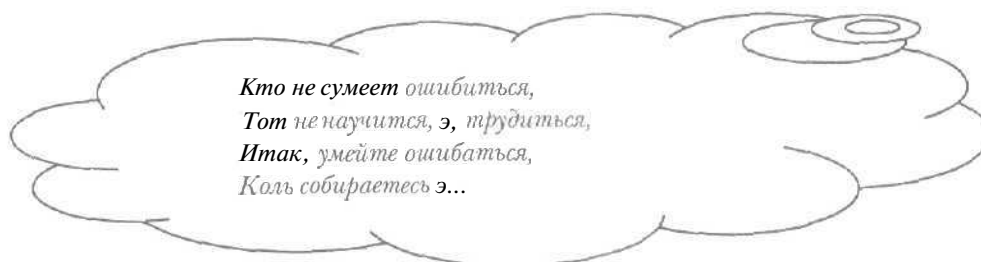 Кто не сумеет ошибиться,
Тот не научится, э, трудиться,
Итак, умейте ошибаться,
Коль собираетесь э...